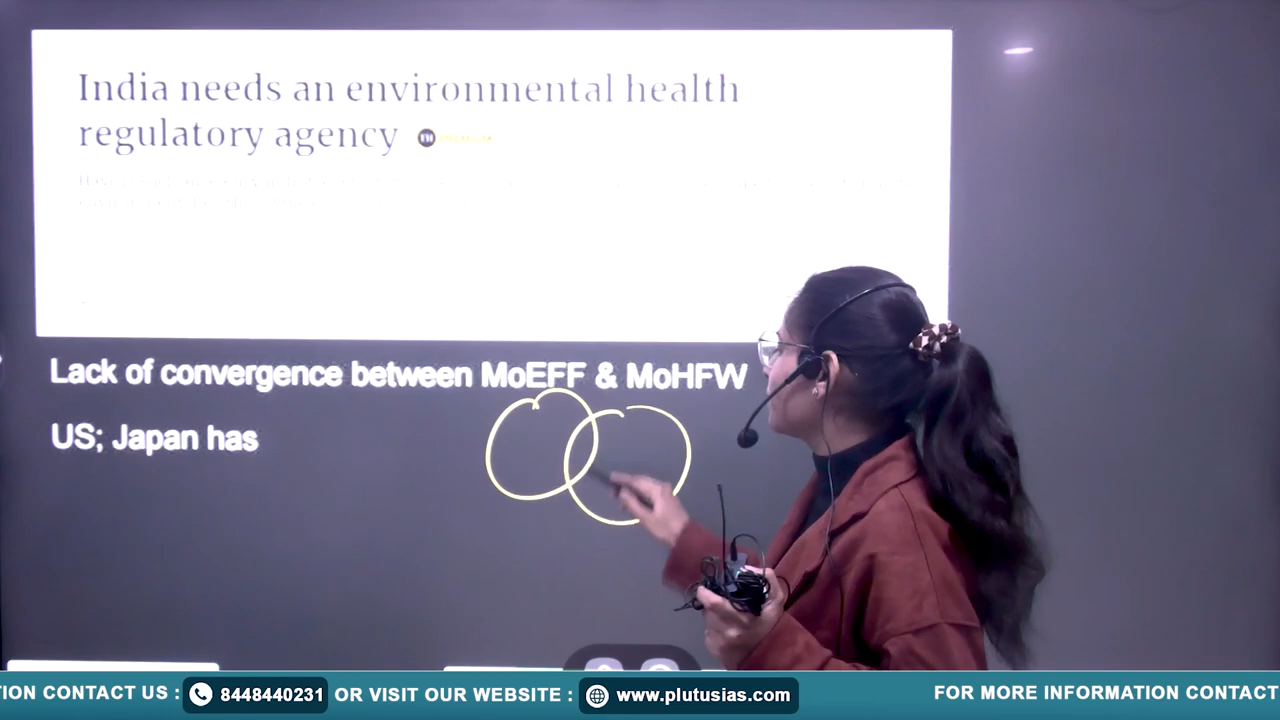 India needs an environmental health
regulatory agency
Lack of convergence between MoEFF & MoHFW
US; Japan has
TION CONTACT US : 8448440231 OR VISIT OUR WEBSITE : www.plutusias.com FOR MORE INFORMATION CONTACT